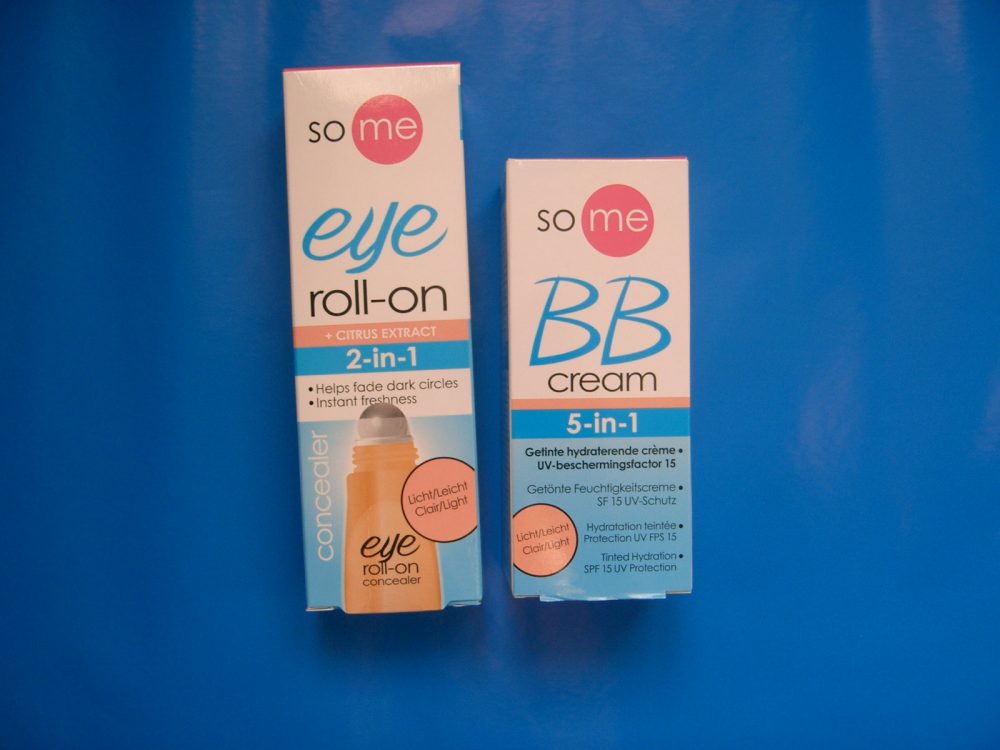 so me
eye
roll-on
+ CITRUS EXTRACT
2-in-1
• Helps fade dark circles
• Instant freshness
concealer
Licht/Leicht
Clair/Light
eye
roll-on
concealer
so me
BB
cream
5-in-1
Getinte hydraterende crème •
UV-beschermingsfactor 15
Getönte Feuchtigkeitscreme •
SF 15 UV-Schutz
Hydratation teintée •
Protection UV FPS 15
Tinted Hydration •
SPF 15 UV Protection
Licht/Leicht
Clair/Light